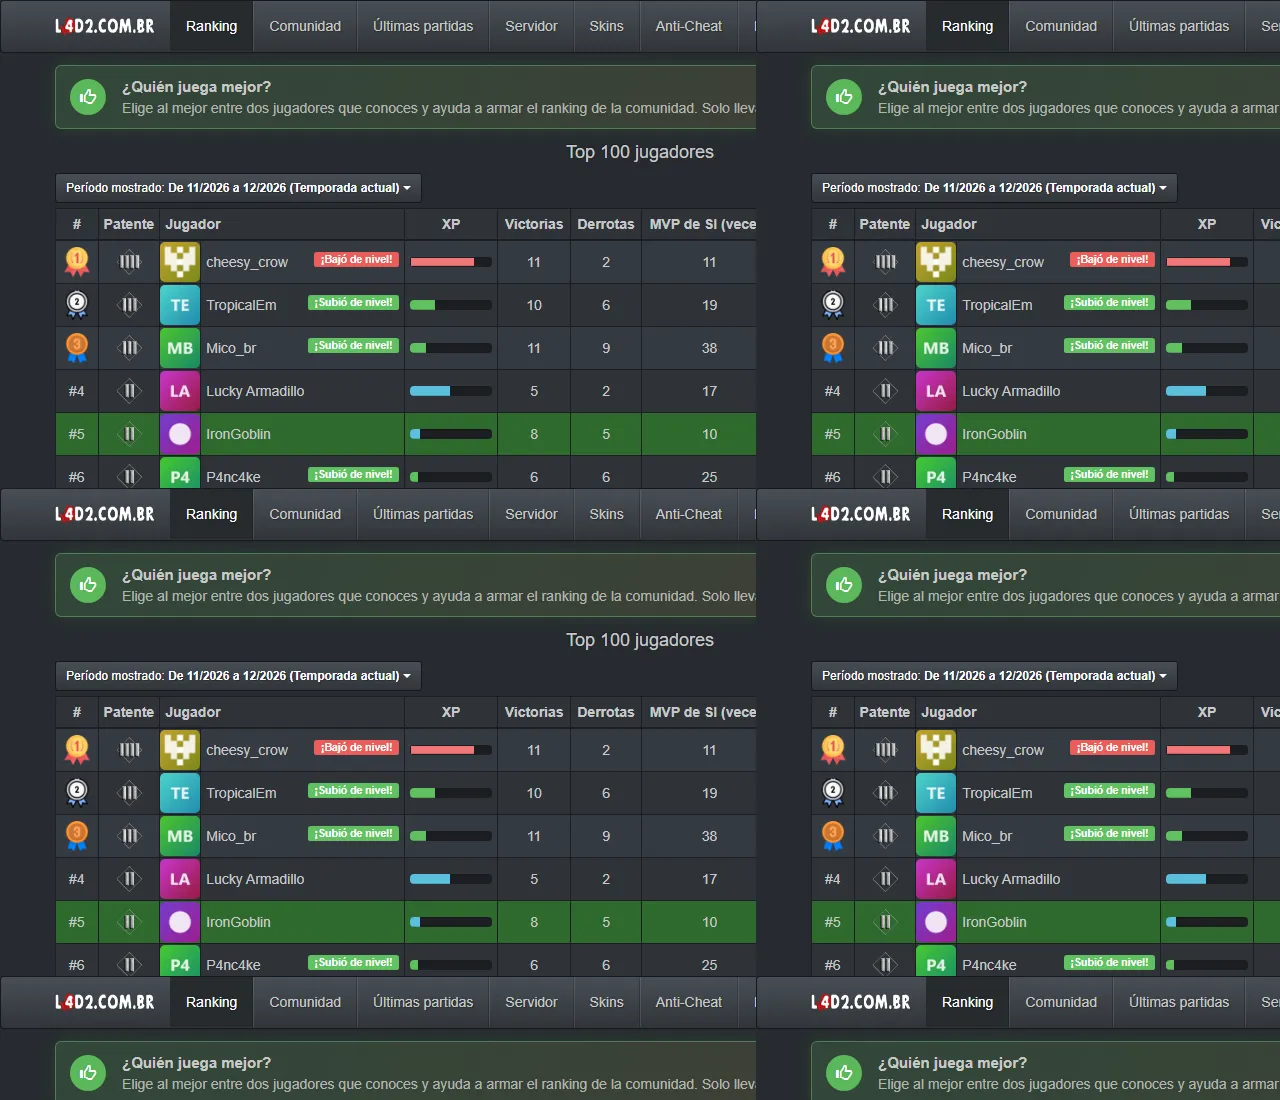 L4D2.COM.BR Ranking Comunidad Últimas partidas Servidor Skins Anti-Cheat
¿Quién juega mejor?
Elige al mejor entre dos jugadores que conoces y ayuda a armar el ranking de la comunidad. Solo
Top 100 jugadores
Período mostrado: De 11/2026 a 12/2026 (Temporada actual)
# Patente Jugador XP Victorias Derrotas MVP de SI
1 cheesy_crow ¡Bajó de nivel! 11 2 11
2 TE TropicalEm ¡Subió de nivel! 10 6 19
3 MB Mico_br ¡Subió de nivel! 11 9 38
#4 LA Lucky Armadillo 5 2 17
#5 IronGoblin 8 5 10
#6 P4 P4nc4ke ¡Subió de nivel! 6 6 25
L4D2.COM.BR Ranking Comunidad Últimas partidas
¿Quién juega mejor?
Elige al mejor entre dos jugadores que conoces y ayuda a armar
Período mostrado: De 11/2026 a 12/2026 (Temporada actual)
# Patente Jugador XP
1 cheesy_crow ¡Bajó de nivel!
2 TE TropicalEm ¡Subió de nivel!
3 MB Mico_br ¡Subió de nivel!
#4 LA Lucky Armadillo
#5 IronGoblin
#6 P4 P4nc4ke ¡Subió de nivel!
L4D2.COM.BR Ranking Comunidad Últimas partidas Servidor Skins Anti-Cheat
¿Quién juega mejor?
Elige al mejor entre dos jugadores que conoces y ayuda a armar el ranking de la comunidad. Solo
Top 100 jugadores
Período mostrado: De 11/2026 a 12/2026 (Temporada actual)
# Patente Jugador XP Victorias Derrotas MVP de SI
1 cheesy_crow ¡Bajó de nivel! 11 2 11
2 TE TropicalEm ¡Subió de nivel! 10 6 19
3 MB Mico_br ¡Subió de nivel! 11 9 38
#4 LA Lucky Armadillo 5 2 17
#5 IronGoblin 8 5 10
#6 P4 P4nc4ke ¡Subió de nivel! 6 6 25
L4D2.COM.BR Ranking Comunidad Últimas partidas
¿Quién juega mejor?
Elige al mejor entre dos jugadores que conoces y ayuda a armar
Período mostrado: De 11/2026 a 12/2026 (Temporada actual)
# Patente Jugador XP
1 cheesy_crow ¡Bajó de nivel!
2 TE TropicalEm ¡Subió de nivel!
3 MB Mico_br ¡Subió de nivel!
#4 LA Lucky Armadillo
#5 IronGoblin
#6 P4 P4nc4ke ¡Subió de nivel!
L4D2.COM.BR Ranking Comunidad Últimas partidas Servidor Skins Anti-Cheat
¿Quién juega mejor?
Elige al mejor entre dos jugadores que conoces y ayuda a armar el ranking de la comunidad. Solo
L4D2.COM.BR Ranking Comunidad Últimas partidas
¿Quién juega mejor?
Elige al mejor entre dos jugadores que conoces y ayuda a armar